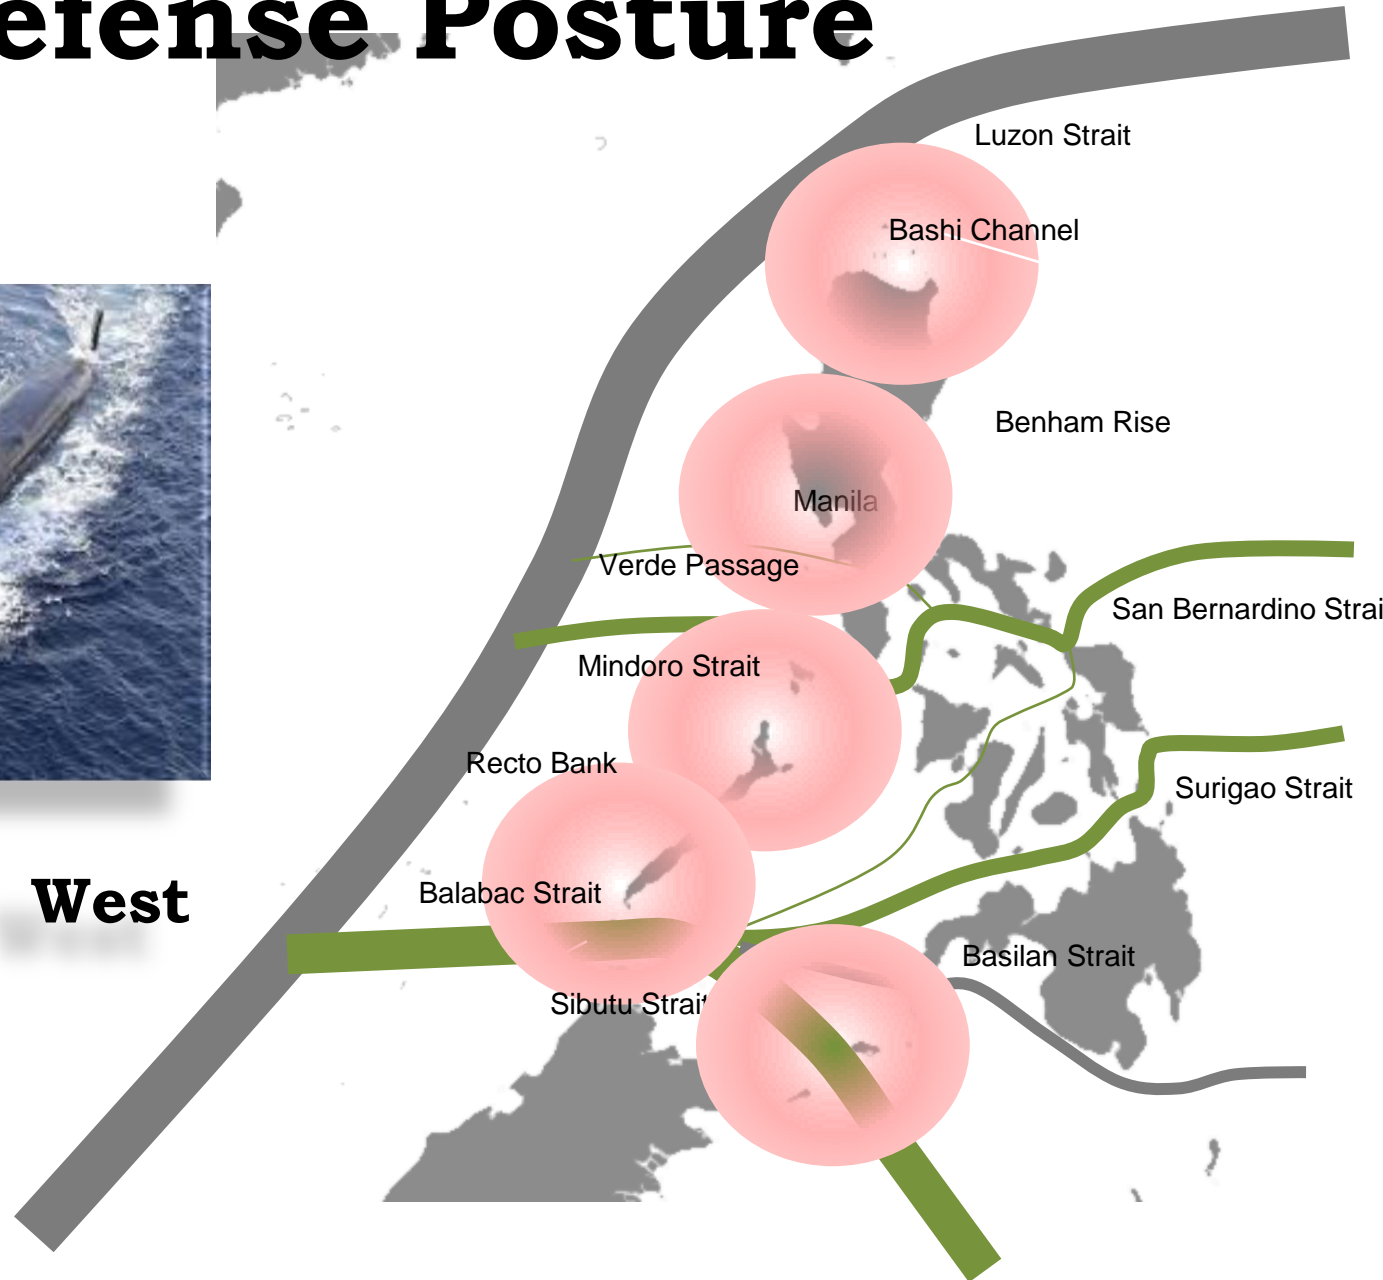 efense Posture
Luzon Strait
Bashi Channel
Benham Rise
Manila
Verde Passage
San Bernardino Strai
Mindoro Strait
Recto Bank
Surigao Strait
West
Balabac Strait
Basilan Strait
Sibutu Strait